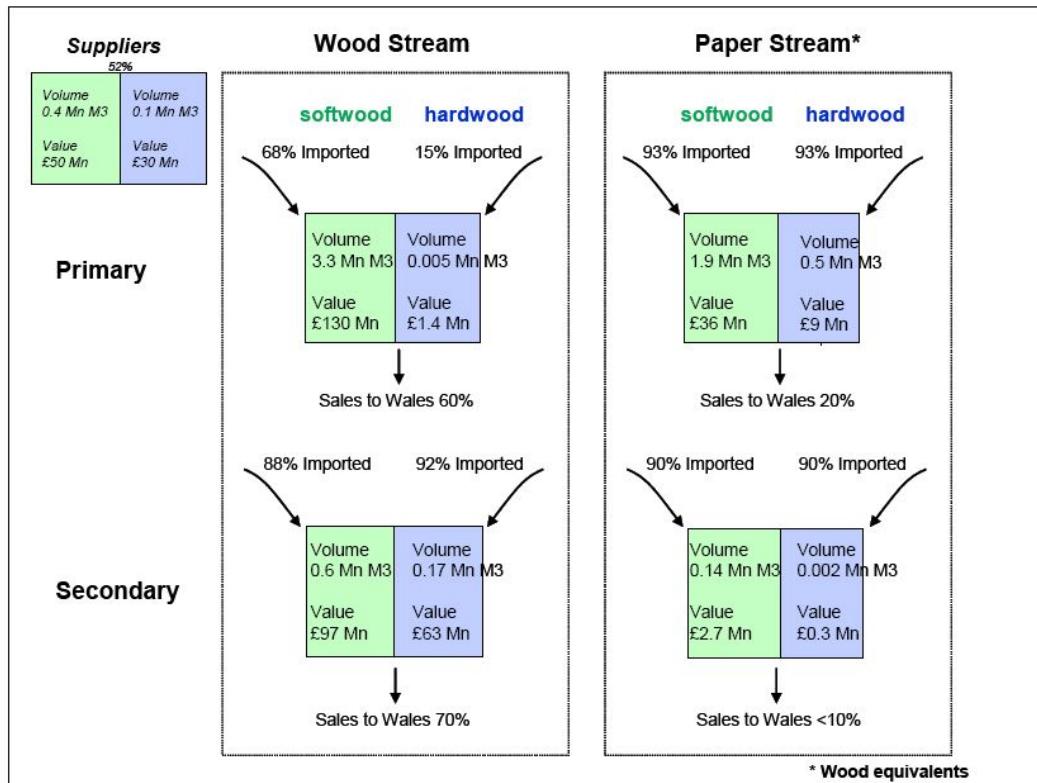 Suppliers
52%
Volume
0.4 Mn M3
Value
£50 Mn
Volume
0.1 Mn M3
Value
£30 Mn
Wood Stream
softwood hardwood
68% Imported 15% Imported
Primary
Volume
3.3 Mn M3
Value
£130 Mn
Volume
0.005 Mn M3
Value
£1.4 Mn
Sales to Wales 60%
88% Imported 92% Imported
Secondary
Volume
0.6 Mn M3
Value
£97 Mn
Volume
0.17 Mn M3
Value
£63 Mn
Sales to Wales 70%
Paper Stream*
softwood hardwood
93% Imported 93% Imported
Volume
1.9 Mn M3
Value
£36 Mn
Volume
0.5 Mn M3
Value
£9 Mn
Sales to Wales 20%
90% Imported 90% Imported
Volume
0.14 Mn M3
Value
£2.7 Mn
Volume
0.002 Mn M3
Value
£0.3 Mn
Sales to Wales <10%
* Wood equivalents